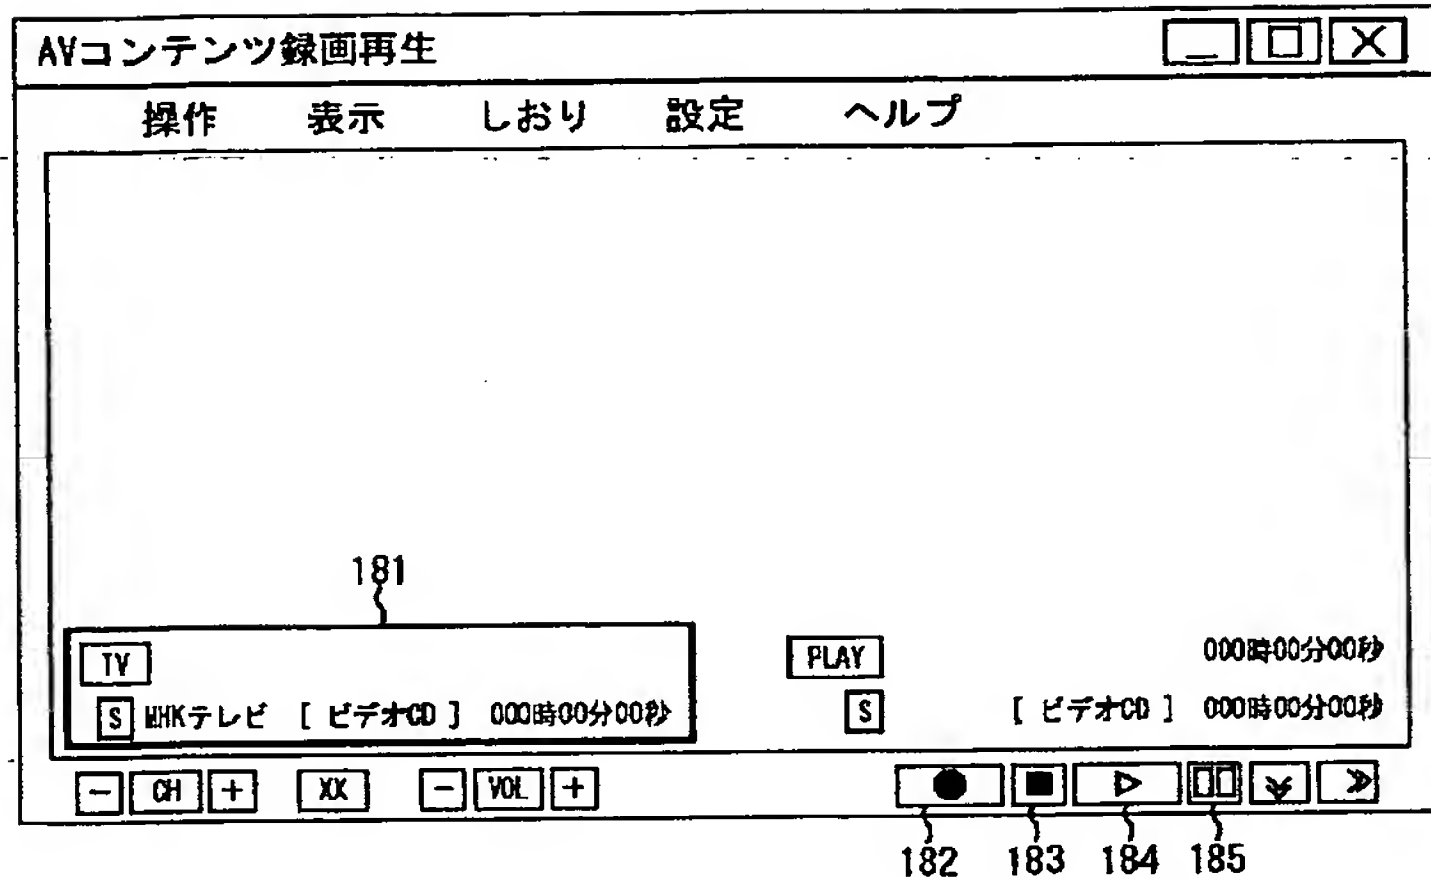 AVコンテンツ録画再生
操作 表示 しおり 設定 ヘルプ
181
TV
S WHKテレビ [ ビデオCD ] 000時00分00秒
PLAY 000時00分00秒
S [ ビデオCD ] 000時00分00秒
- CH + XX - VOL +
182 183 184 185